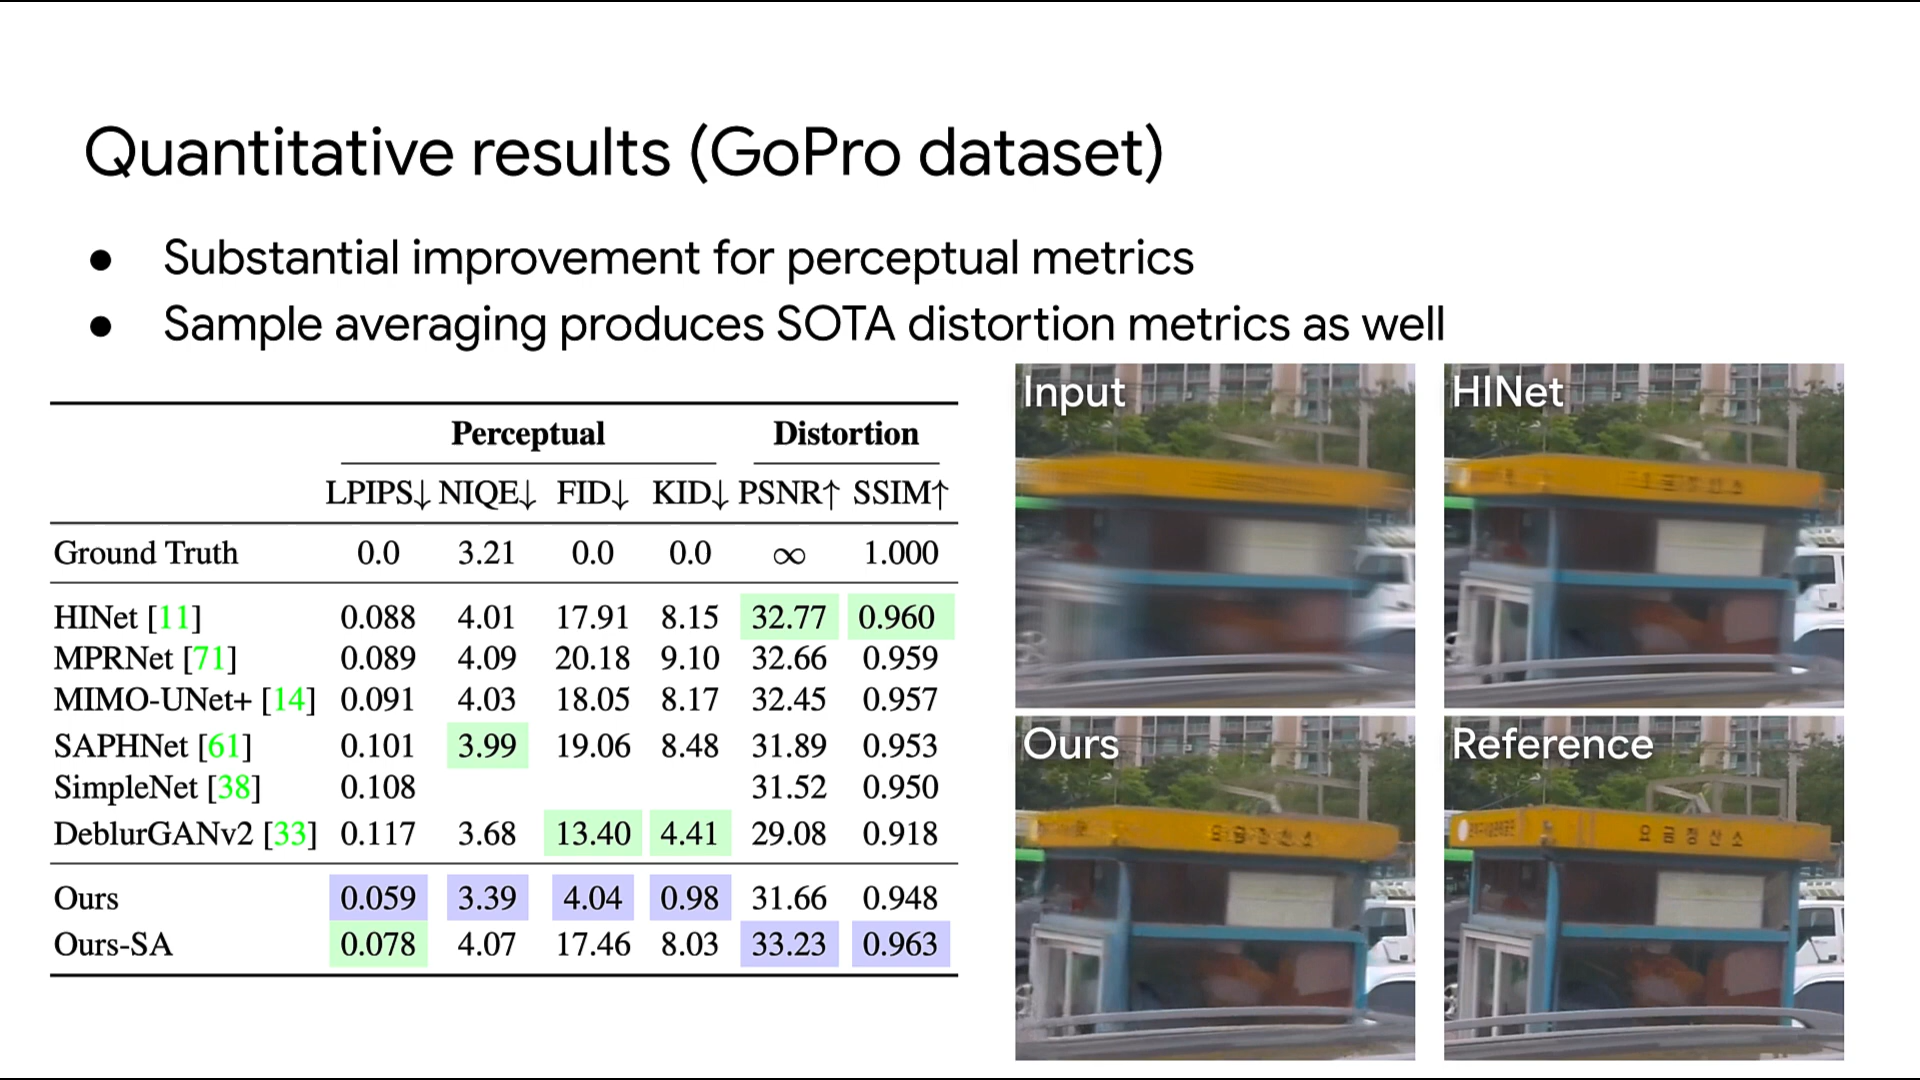 Quantitative results (GoPro dataset)
● Substantial improvement for perceptual metrics
● Sample averaging produces SOTA distortion metrics as well
Perceptual Distortion
LPIPS↓ NIQE↓ FID↓ KID↓ PSNR↑ SSIM↑
Ground Truth 0.0 3.21 0.0 0.0 ∞ 1.000
HINet [11] 0.088 4.01 17.91 8.15 32.77 0.960
MPRNet [71] 0.089 4.09 20.18 9.10 32.66 0.959
MIMO-UNet+ [14] 0.091 4.03 18.05 8.17 32.45 0.957
SAPHNet [61] 0.101 3.99 19.06 8.48 31.89 0.953
SimpleNet [38] 0.108 31.52 0.950
DeblurGANv2 [33] 0.117 3.68 13.40 4.41 29.08 0.918
Ours 0.059 3.39 4.04 0.98 31.66 0.948
Ours-SA 0.078 4.07 17.46 8.03 33.23 0.963
Input
HINet
Ours
Reference
요금정산소